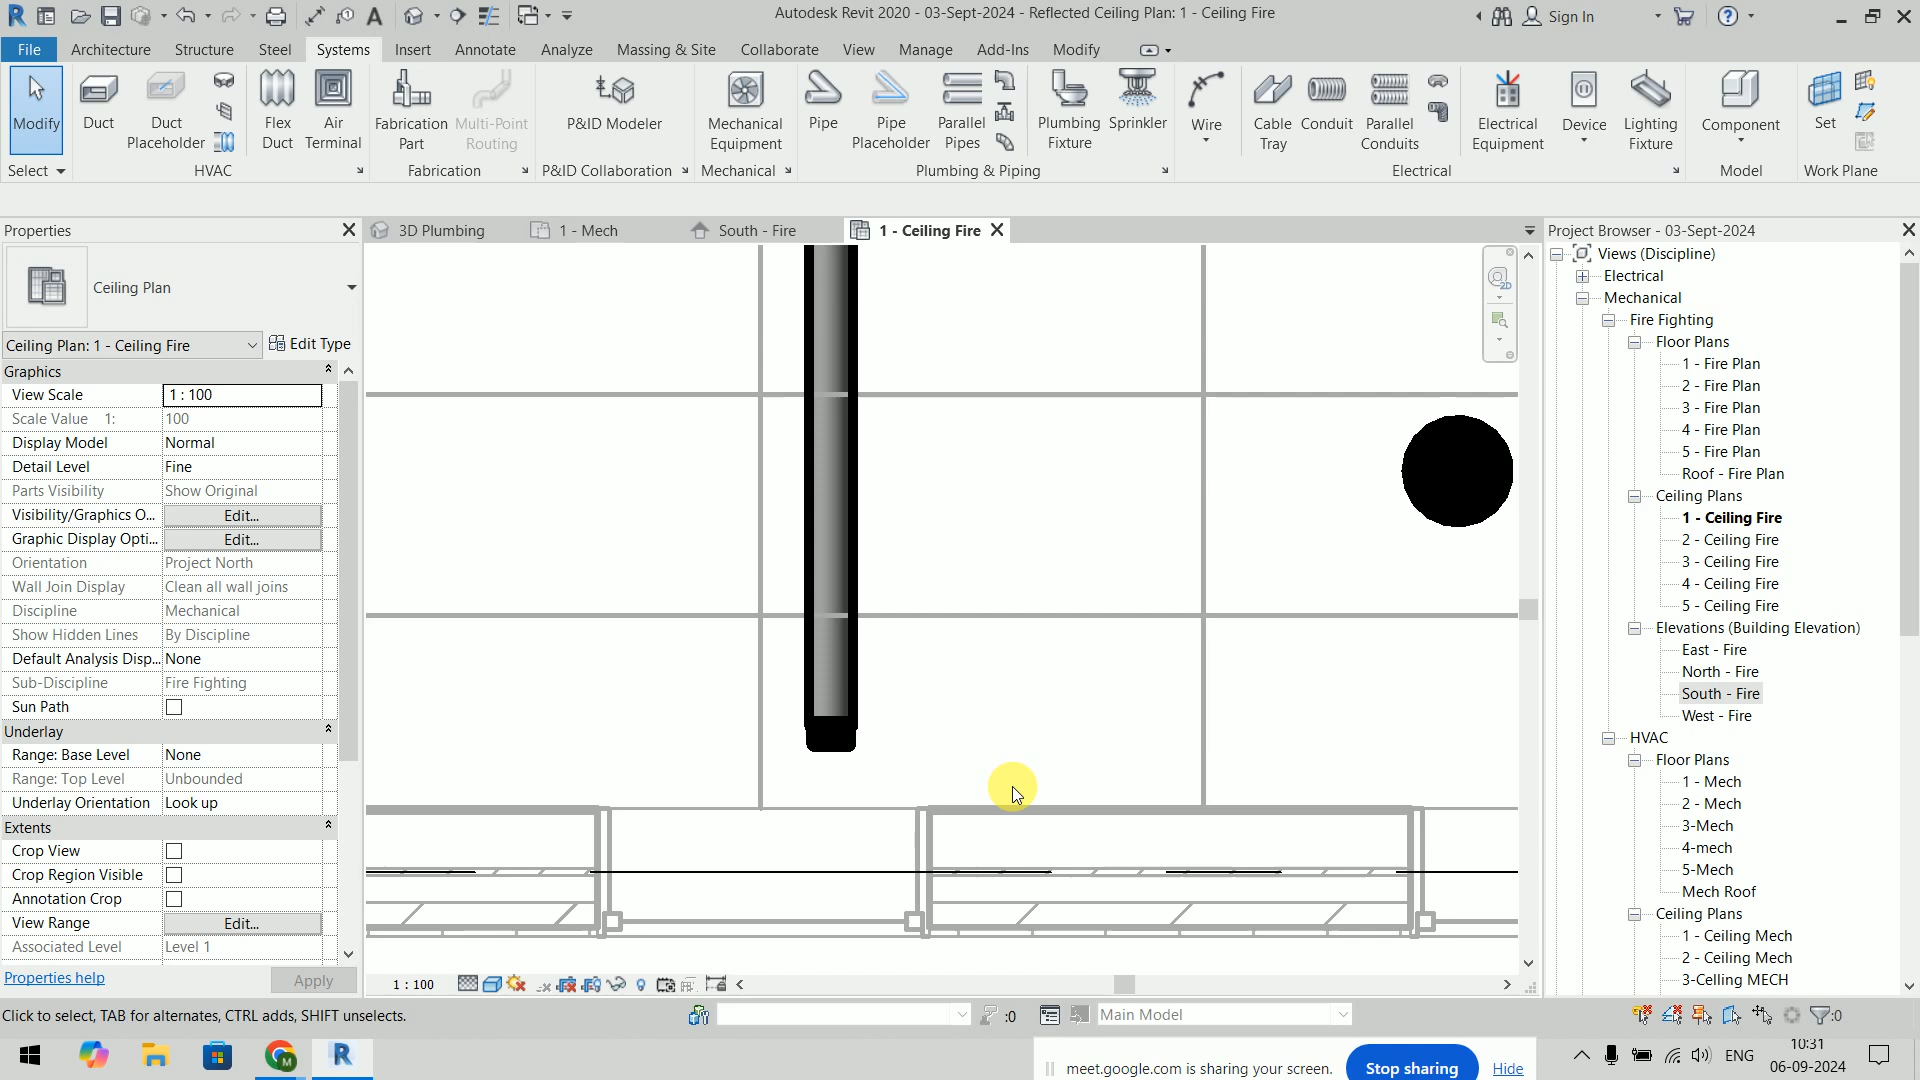 Autodesk Revit 2020 - 03-Sept-2024 - Reflected Ceiling Plan: 1 - Ceiling Fire
Sign In
File Architecture Structure Steel Systems Insert Annotate Analyze Massing & Site Collaborate View Manage Add-Ins Modify
Modify
Duct
Duct Placeholder
Flex Duct
Air Terminal
Fabrication Part
Multi-Point Routing
P&ID Modeler
Mechanical Equipment
Pipe
Pipe Placeholder
Parallel Pipes
Plumbing Fixture
Sprinkler
Wire
Cable Tray
Conduit
Parallel Conduits
Electrical Equipment
Device
Lighting Fixture
Component
Set
Select HVAC Fabrication P&ID Collaboration Mechanical Plumbing & Piping Electrical Model Work Plane
Properties
Ceiling Plan
Ceiling Plan: 1 - Ceiling Fire Edit Type
Graphics
View Scale 1 : 100
Scale Value 1: 100
Display Model Normal
Detail Level Fine
Parts Visibility Show Original
Visibility/Graphics O... Edit...
Graphic Display Opti... Edit...
Orientation Project North
Wall Join Display Clean all wall joins
Discipline Mechanical
Show Hidden Lines By Discipline
Default Analysis Disp... None
Sub-Discipline Fire Fighting
Sun Path
Underlay
Range: Base Level None
Range: Top Level Unbounded
Underlay Orientation Look up
Extents
Crop View
Crop Region Visible
Annotation Crop
View Range Edit...
Associated Level Level 1
Properties help Apply
3D Plumbing 1 - Mech South - Fire 1 - Ceiling Fire
2D
1 : 100
Project Browser - 03-Sept-2024
Views (Discipline)
Electrical
Mechanical
Fire Fighting
Floor Plans
1 - Fire Plan
2 - Fire Plan
3 - Fire Plan
4 - Fire Plan
5 - Fire Plan
Roof - Fire Plan
Ceiling Plans
1 - Ceiling Fire
2 - Ceiling Fire
3 - Ceiling Fire
4 - Ceiling Fire
5 - Ceiling Fire
Elevations (Building Elevation)
East - Fire
North - Fire
South - Fire
West - Fire
HVAC
Floor Plans
1 - Mech
2 - Mech
3-Mech
4-mech
5-Mech
Mech Roof
Ceiling Plans
1 - Ceiling Mech
2 - Ceiling Mech
3-Celling MECH
Click to select, TAB for alternates, CTRL adds, SHIFT unselects.
:0
Main Model
:0
meet.google.com is sharing your screen. Stop sharing Hide
ENG
10:31
06-09-2024